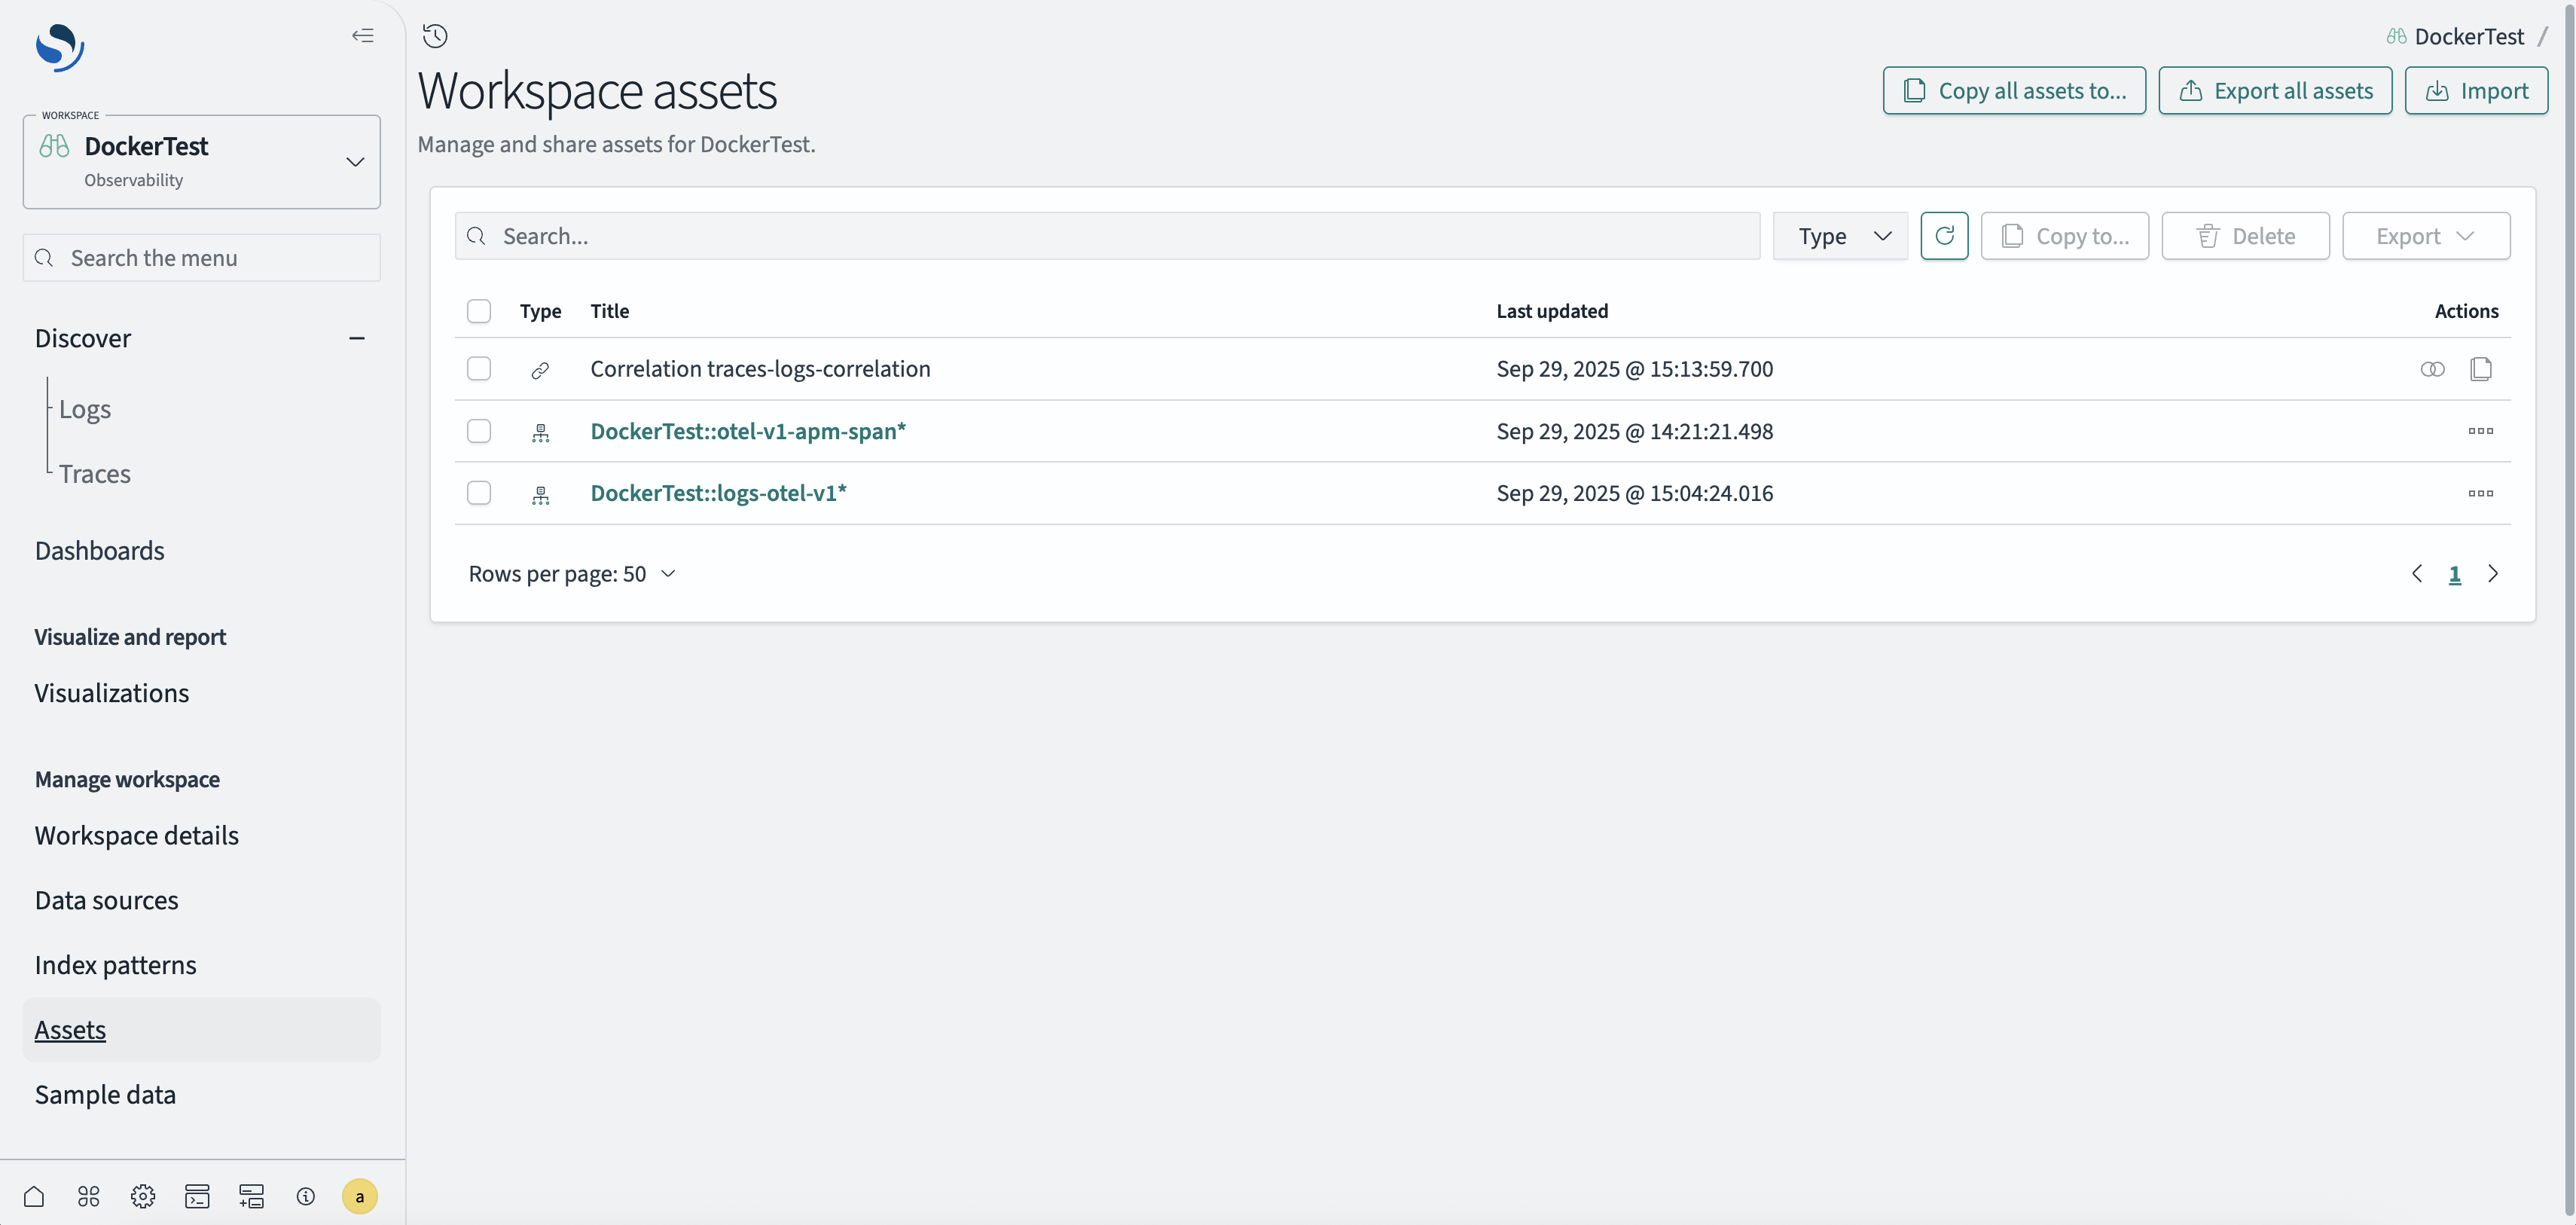 WORKSPACE
DockerTest
Observability
Search the menu
Discover
Logs
Traces
Dashboards
Visualize and report
Visualizations
Manage workspace
Workspace details
Data sources
Index patterns
Assets
Sample data
a
DockerTest /
Workspace assets
Copy all assets to... Export all assets Import
Manage and share assets for DockerTest.
Search... Type Copy to... Delete Export
Type Title Last updated Actions
Correlation traces-logs-correlation Sep 29, 2025 @ 15:13:59.700
DockerTest::otel-v1-apm-span* Sep 29, 2025 @ 14:21:21.498
DockerTest::logs-otel-v1* Sep 29, 2025 @ 15:04:24.016
Rows per page: 50 1